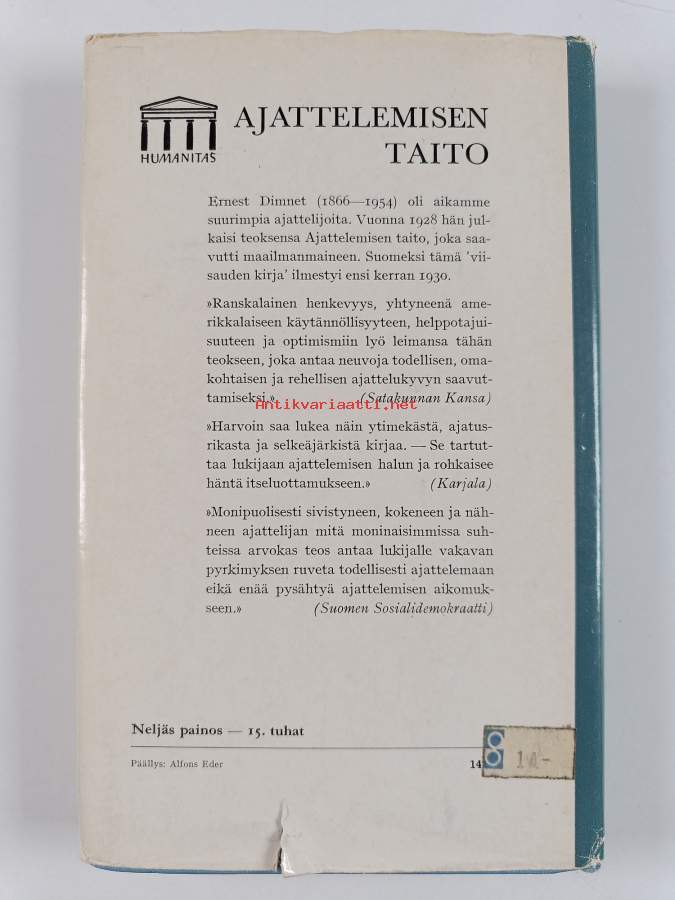 HUMANITAS
AJATTELEMISEN
TAITO
Ernest Dimnet (1866—1954) oli aikamme
suurimpia ajattelijoita. Vuonna 1928 hän jul-
kaisi teoksensa Ajattelemisen taito, joka saa-
vutti maailmanmaineen. Suomeksi tämä 'vii-
sauden kirja' ilmestyi ensi kerran 1930.
»Ranskalainen henkevyys, yhtyneenä ame-
rikkalaiseen käytännöllisyyteen, helppotajui-
suuteen ja optimismiin lyö leimansa tähän
teokseen, joka antaa neuvoja todellisen, oma-
kohtaisen ja rehellisen ajattelukyvyn saavut-
tamiseksi.» (Satakunnan Kansa)
Antikvariaatti.net
»Harvoin saa lukea näin ytimekästä, ajatus-
rikasta ja selkeäjärkistä kirjaa. — Se tartut-
taa lukijaan ajattelemisen halun ja rohkaisee
häntä itseluottamukseen.» (Karjala)
»Monipuolisesti sivistyneen, kokeneen ja näh-
neen ajattelijan mitä moninaisimmissa suh-
teissa arvokas teos antaa lukijalle vakavan
pyrkimyksen ruveta todellisesti ajattelemaan
eikä enää pysähtyä ajattelemisen aikomuk-
seen.» (Suomen Sosialidemokraatti)
Neljäs painos — 15. tuhat
Päällys: Alfons Eder
14
14-